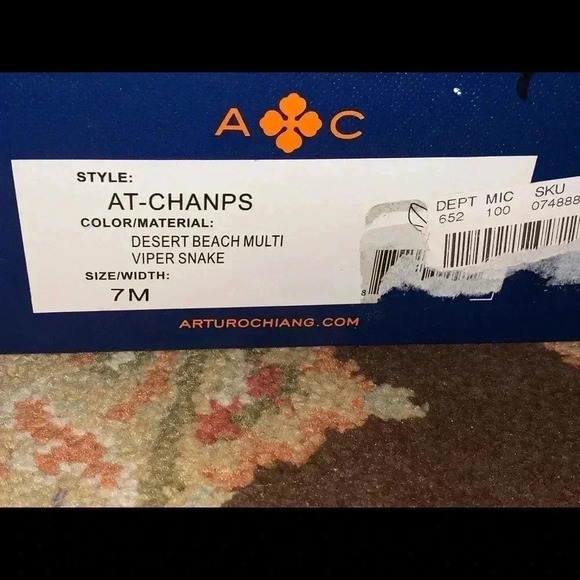 A C
STYLE:
AT-CHANPS
COLOR/MATERIAL:
DESERT BEACH MULTI
VIPER SNAKE
SIZE/WIDTH:
7M
DEPT MIC SKU
652 100 074888
8
ARTUROCHIANG.COM